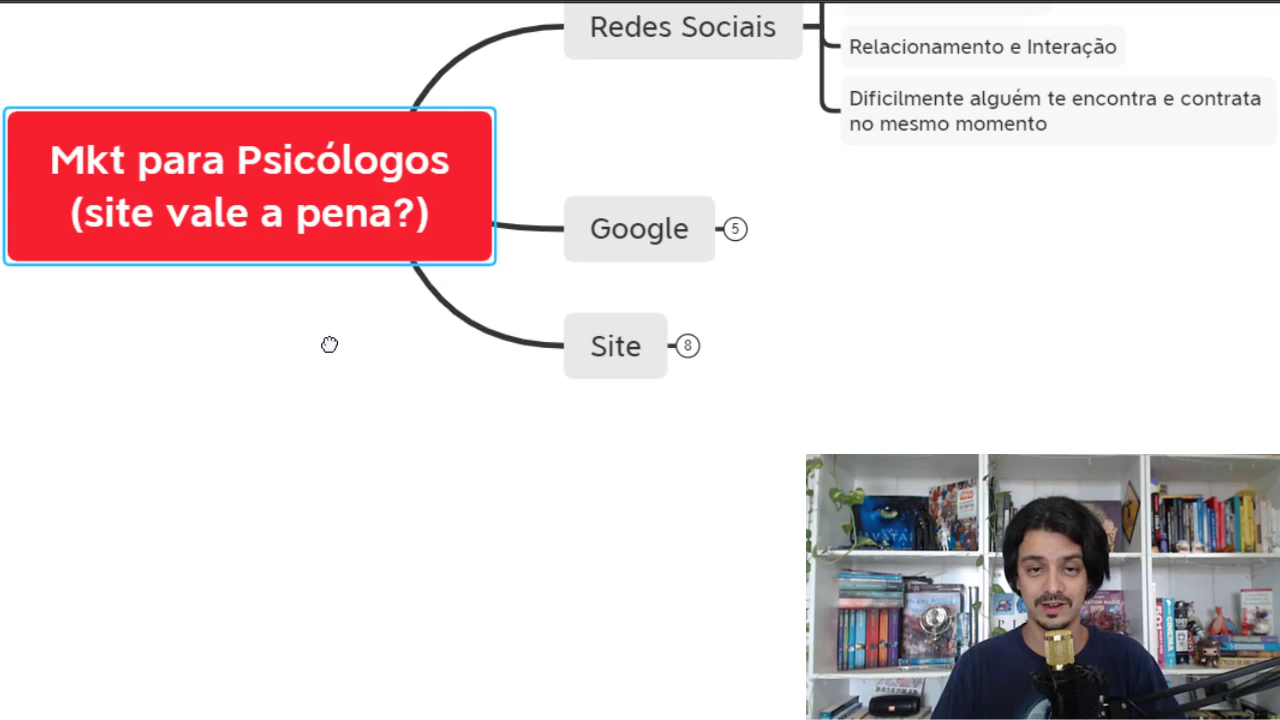 Redes Sociais
Relacionamento e Interação
Dificilmente alguém te encontra e contrata
no mesmo momento
Mkt para Psicólogos
(site vale a pena?)
Google
5
Site
8